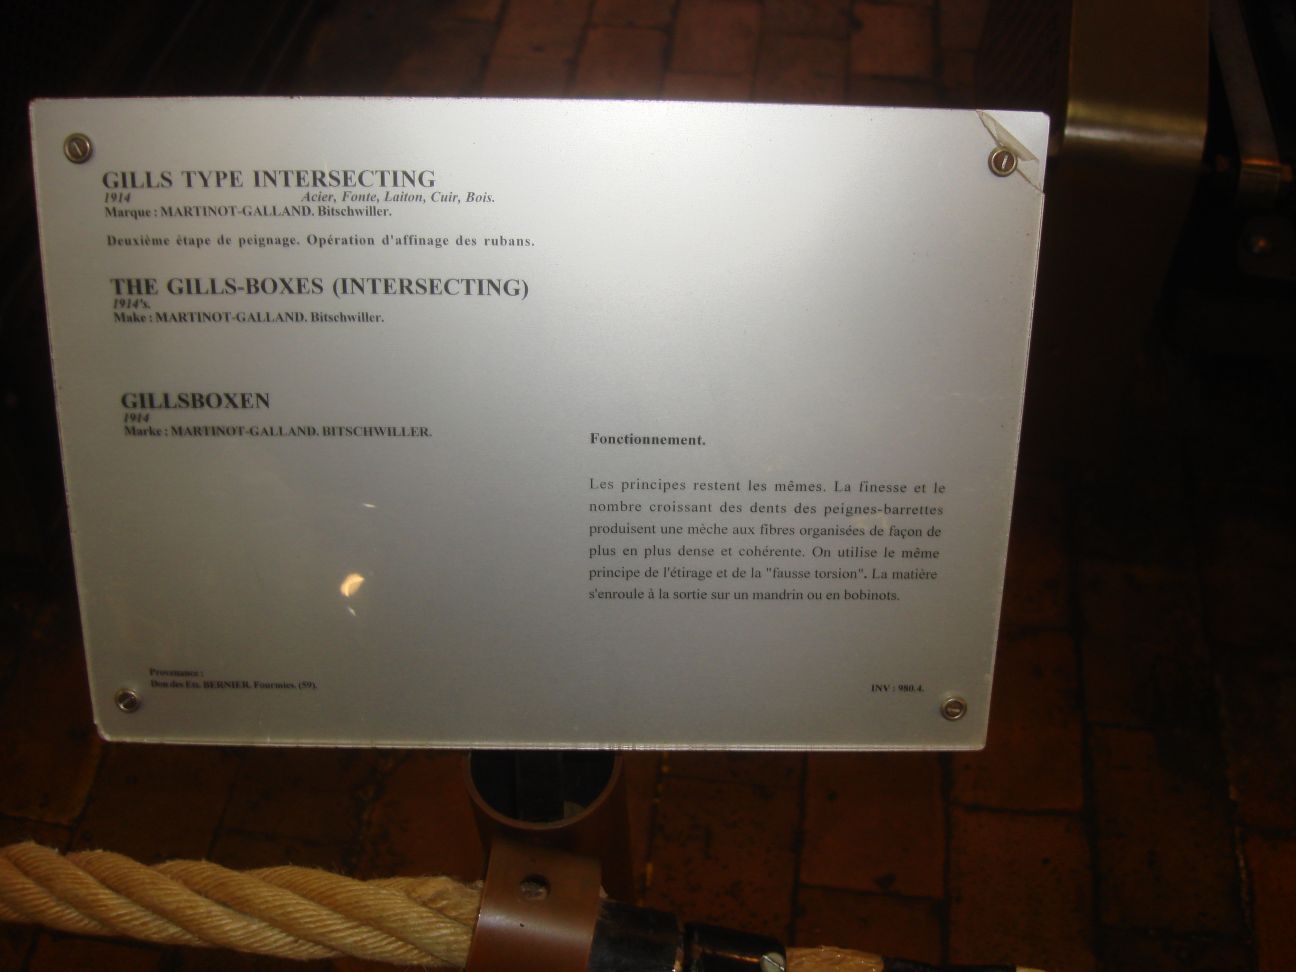 GILLS TYPE INTERSECTING
1914 Acier, Fonte, Laiton, Cuir, Bois.
Marque : MARTINOT-GALLAND. Bitschwiller.
Deuxième étape de peignage. Opération d'affinage des rubans.
THE GILLS-BOXES (INTERSECTING)
1914's.
Make : MARTINOT-GALLAND. Bitschwiller.
GILLSBOXEN
1914
Marke : MARTINOT-GALLAND. BITSCHWILLER.
Fonctionnement.
Les principes restent les mêmes. La finesse et le
nombre croissant des dents des peignes-barrettes
produisent une mèche aux fibres organisées de façon de
plus en plus dense et cohérente. On utilise le même
principe de l'étirage et de la "fausse torsion". La matière
s'enroule à la sortie sur un mandrin ou en bobinots.
Provenance :
Don des Ets. BERNIER. Fourmies. (59).
INV : 980.4.